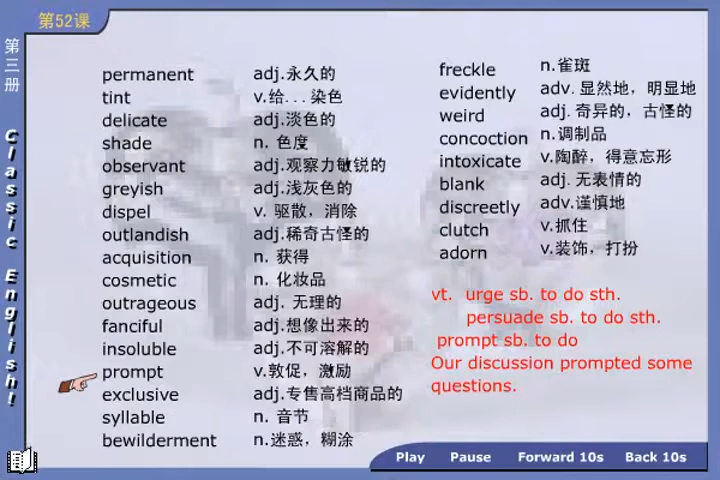 第52课
第三册
Classic English!
permanent adj.永久的
tint v.给...染色
delicate adj.淡色的
shade n. 色度
observant adj.观察力敏锐的
greyish adj.浅灰色的
dispel v. 驱散，消除
outlandish adj.稀奇古怪的
acquisition n. 获得
cosmetic n. 化妆品
outrageous adj. 无理的
fanciful adj.想像出来的
insoluble adj.不可溶解的
prompt v.敦促，激励
exclusive adj.专售高档商品的
syllable n. 音节
bewilderment n.迷惑，糊涂
freckle n.雀斑
evidently adv. 显然地，明显地
weird adj. 奇异的，古怪的
concoction n.调制品
intoxicate v.陶醉，得意忘形
blank adj. 无表情的
discreetly adv.谨慎地
clutch v.抓住
adorn v.装饰，打扮
vt. urge sb. to do sth.
persuade sb. to do sth.
prompt sb. to do
Our discussion prompted some
questions.
Play Pause Forward 10s Back 10s